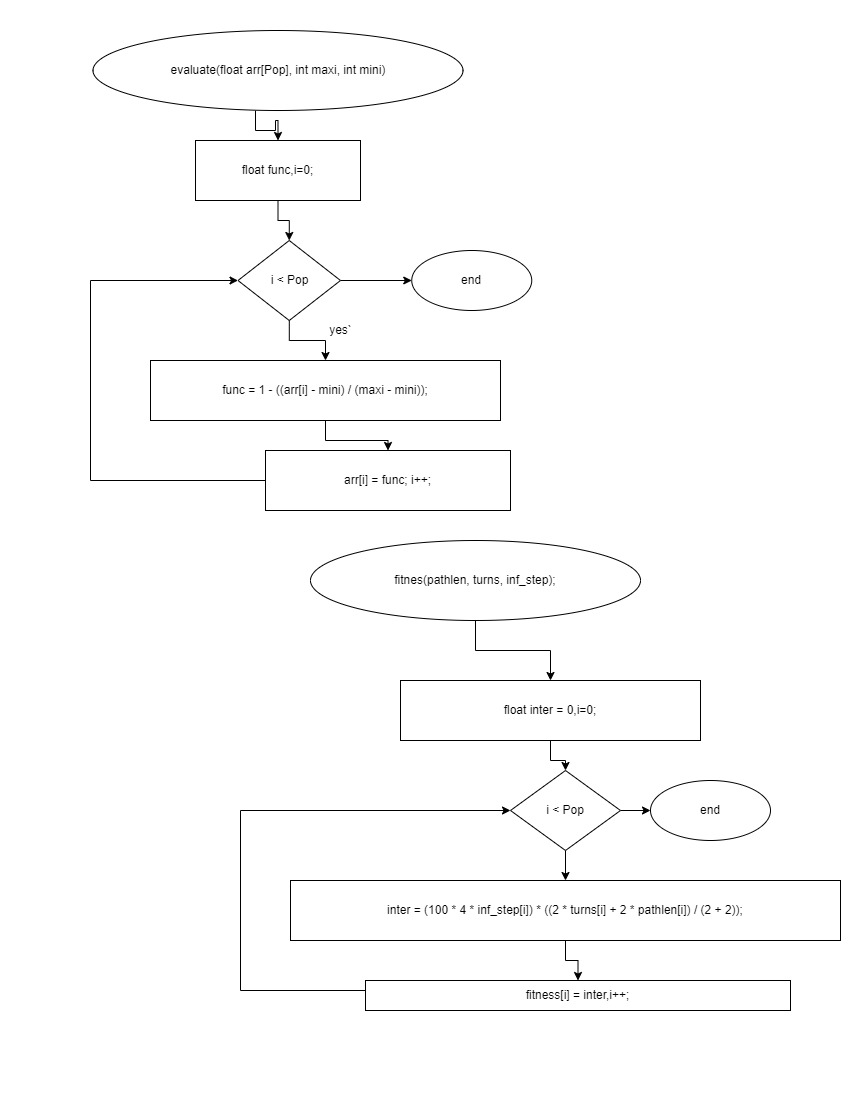 evaluate(float arr[Pop], int maxi, int mini)
float func,i=0;
i < Pop
end
yes`
func = 1 - ((arr[i] - mini) / (maxi - mini));
arr[i] = func; i++;
fitnes(pathlen, turns, inf_step);
float inter = 0,i=0;
i < Pop
end
inter = (100 * 4 * inf_step[i]) * ((2 * turns[i] + 2 * pathlen[i]) / (2 + 2));
fitness[i] = inter,i++;